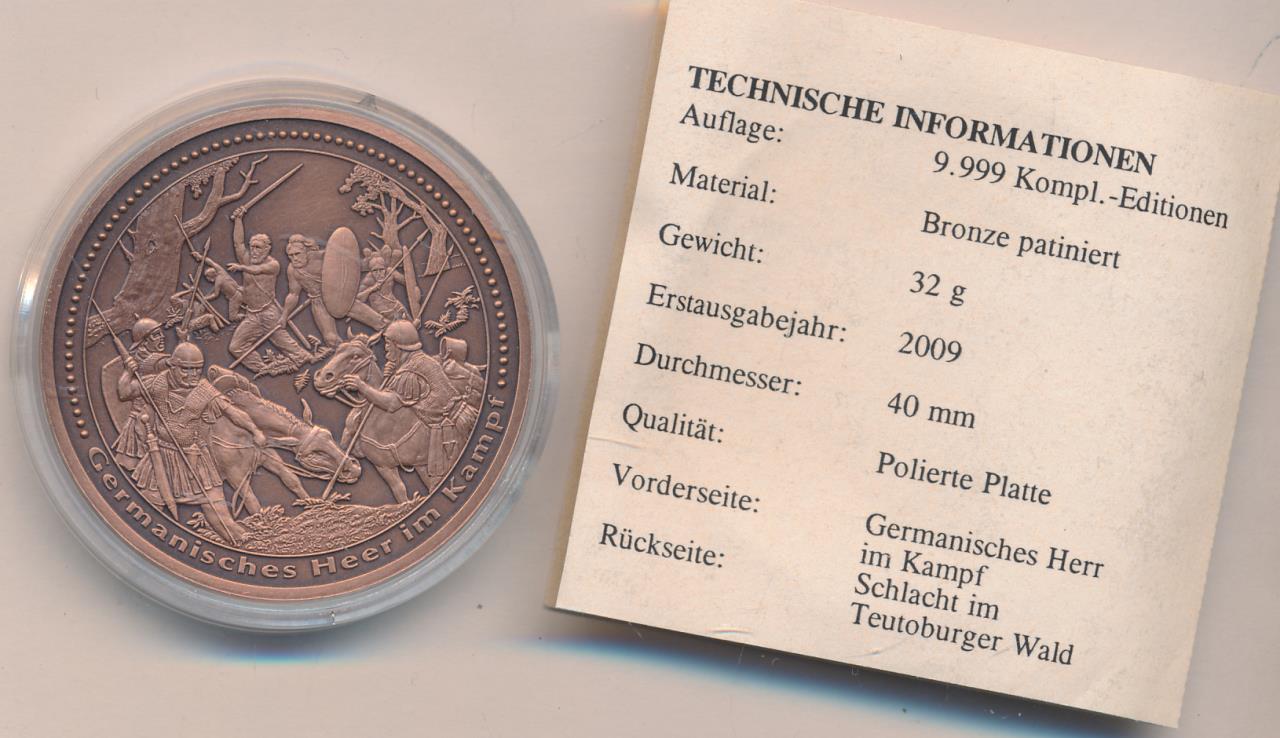 Germanisches Heer im Kampf
TECHNISCHE INFORMATIONEN
Auflage: 9.999 Kompl.-Editionen
Material: Bronze patiniert
Gewicht: 32 g
Erstausgabejahr: 2009
Durchmesser: 40 mm
Qualität: Polierte Platte
Vorderseite: Germanisches Herr
im Kampf
Rückseite: Schlacht im
Teutoburger Wald